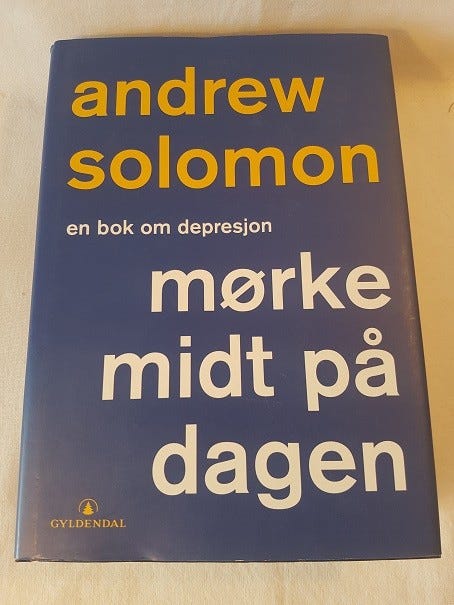 andrew
solomon
en bok om depresjon
mørke
midt på
dagen
GYLDENDAL